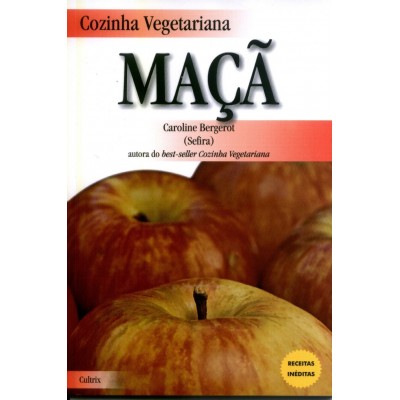 Cozinha Vegetariana
MAÇÃ
Caroline Bergerot
(Sefira)
autora do best-seller Cozinha Vegetariana
RECEITAS
INÉDITAS
Cultrix